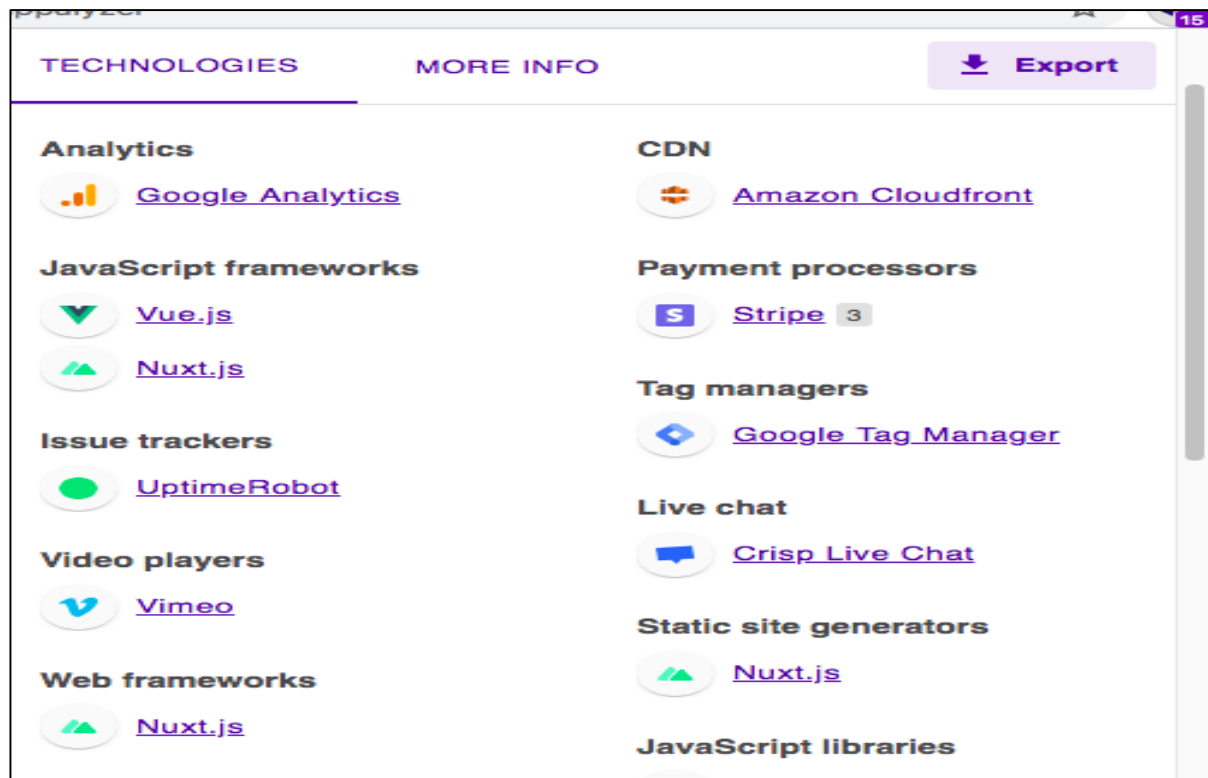 15
TECHNOLOGIES MORE INFO Export
Analytics
Google Analytics
JavaScript frameworks
Vue.js
Nuxt.js
Issue trackers
UptimeRobot
Video players
Vimeo
Web frameworks
Nuxt.js
CDN
Amazon Cloudfront
Payment processors
S Stripe 3
Tag managers
Google Tag Manager
Live chat
Crisp Live Chat
Static site generators
Nuxt.js
JavaScript libraries